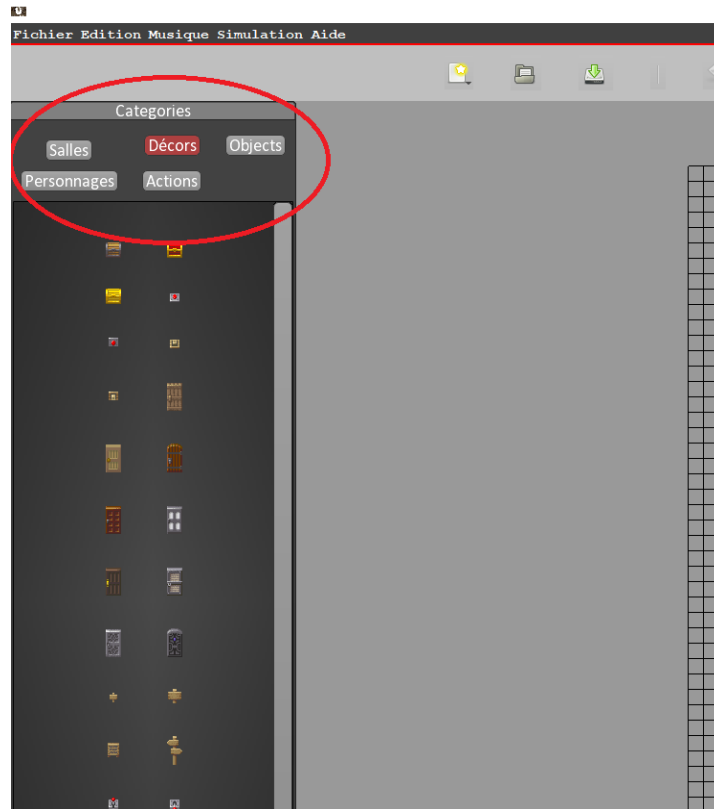 Fichier Edition Musique Simulation Aide
Categories
Salles Décors Objects
Personnages Actions